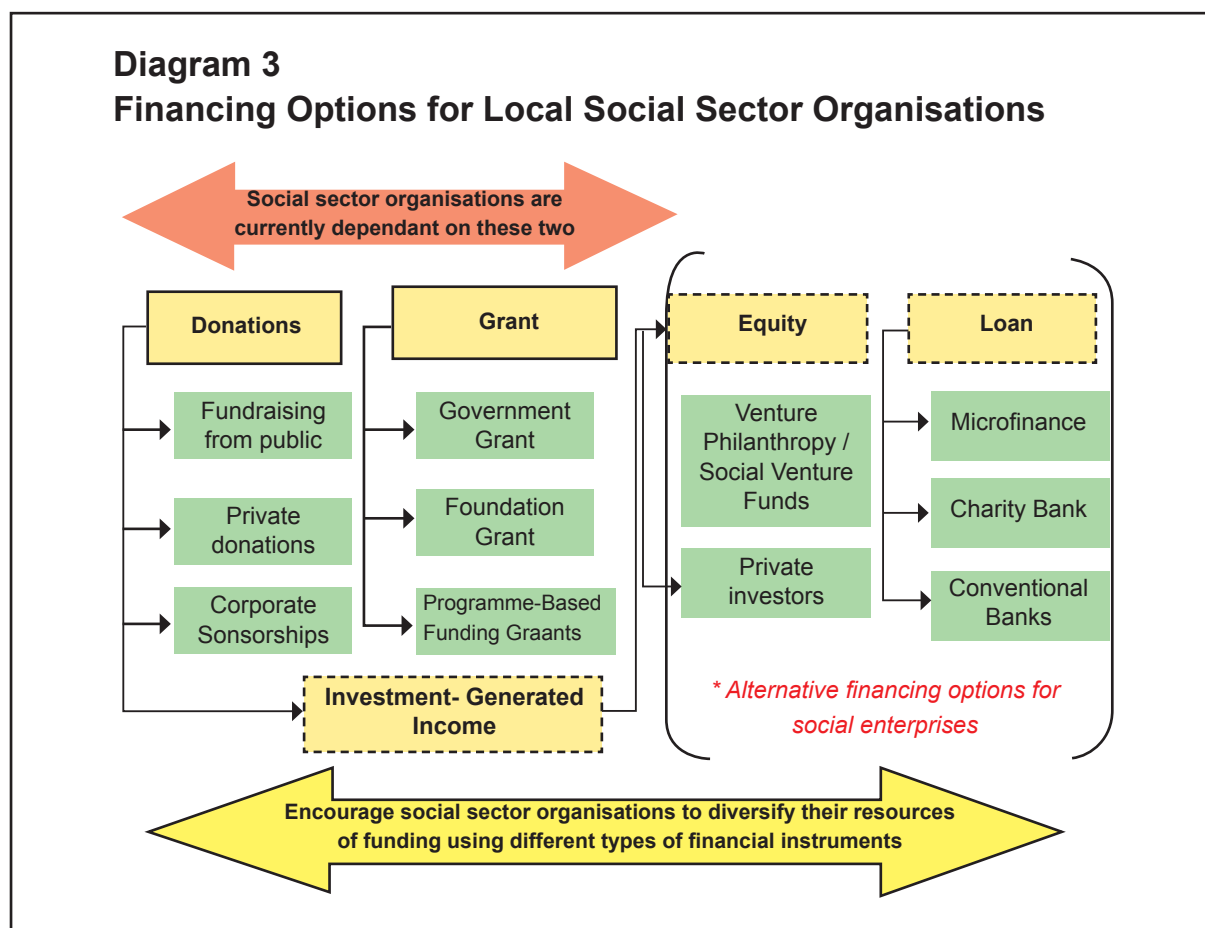 Diagram 3
Financing Options for Local Social Sector Organisations
Social sector organisations are
currently dependant on these two
Donations
Fundraising
from public
Private
donations
Corporate
Sonsorships
Grant
Government
Grant
Foundation
Grant
Programme-Based
Funding Graants
Investment- Generated
Income
Equity
Venture
Philanthropy /
Social Venture
Funds
Private
investors
Loan
Microfinance
Charity Bank
Conventional
Banks
* Alternative financing options for
social enterprises
Encourage social sector organisations to diversify their resources
of funding using different types of financial instruments